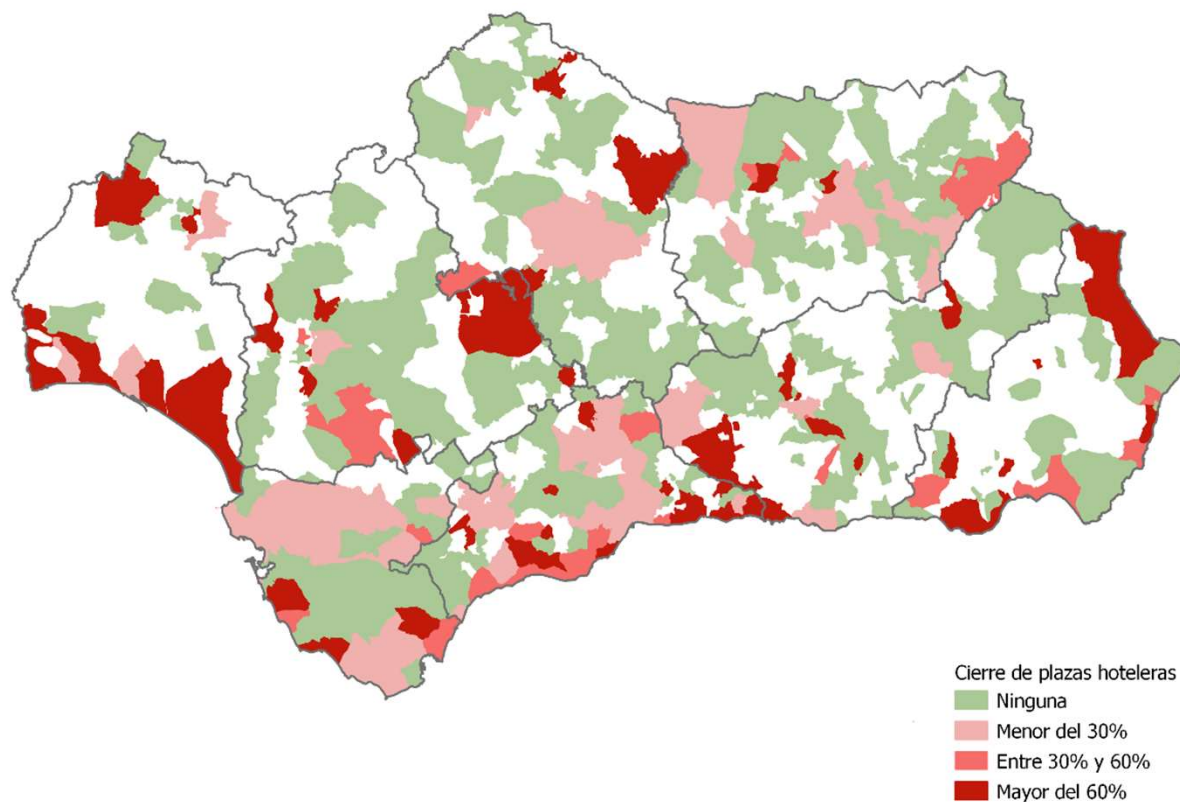 Cierre de plazas hoteleras
Ninguna
Menor del 30%
Entre 30% y 60%
Mayor del 60%